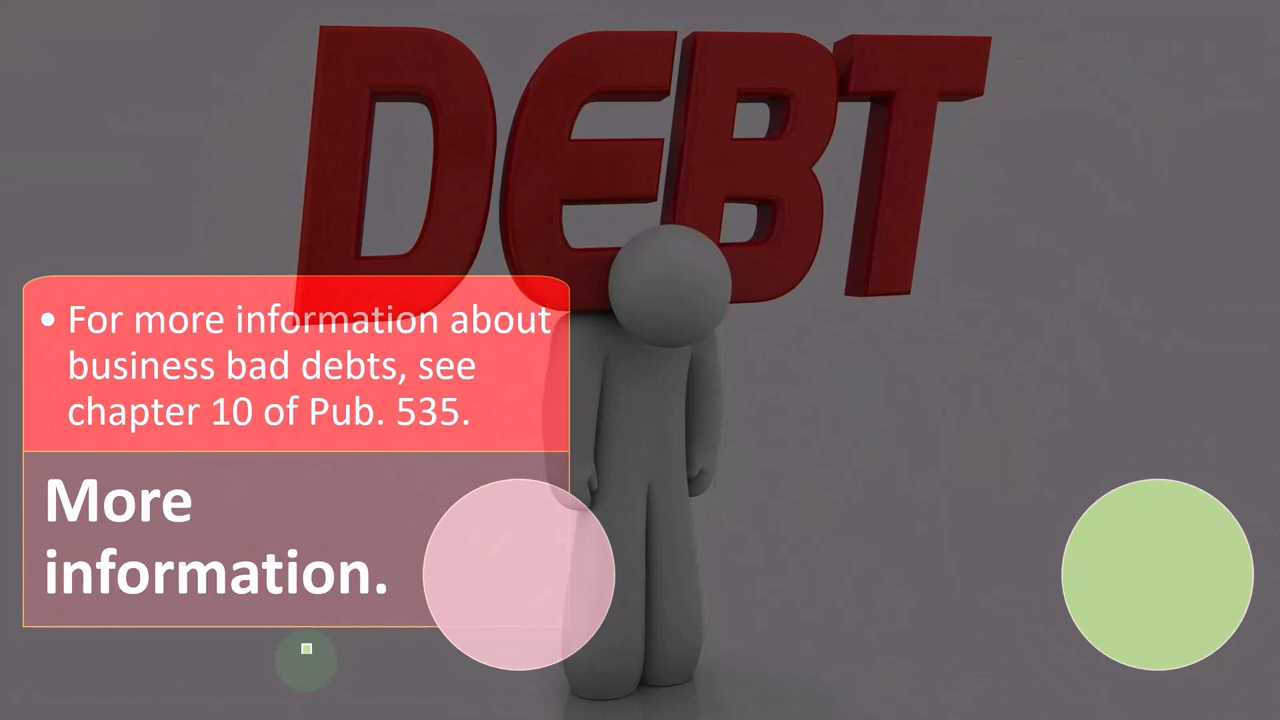 DEBT
• For more information about
business bad debts, see
chapter 10 of Pub. 535.
More
information.